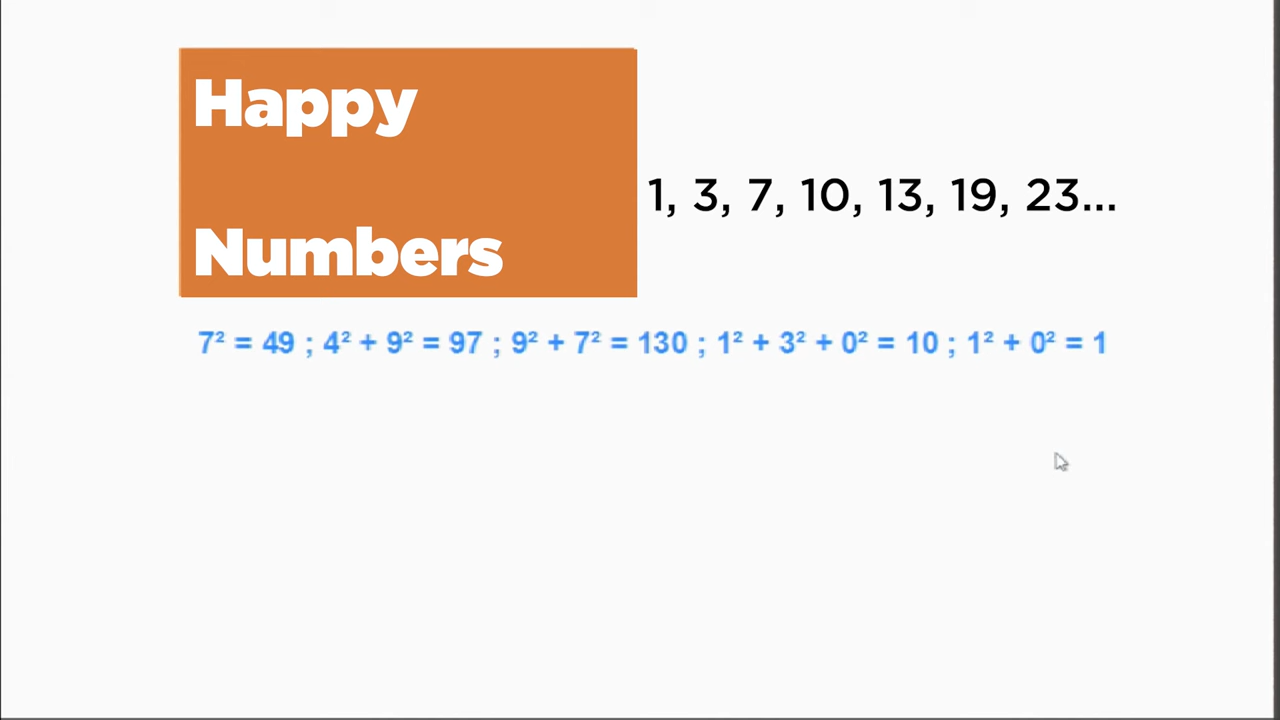 Happy
Numbers
1, 3, 7, 10, 13, 19, 23...
7² = 49 ; 4² + 9² = 97 ; 9² + 7² = 130 ; 1² + 3² + 0² = 10 ; 1² + 0² = 1